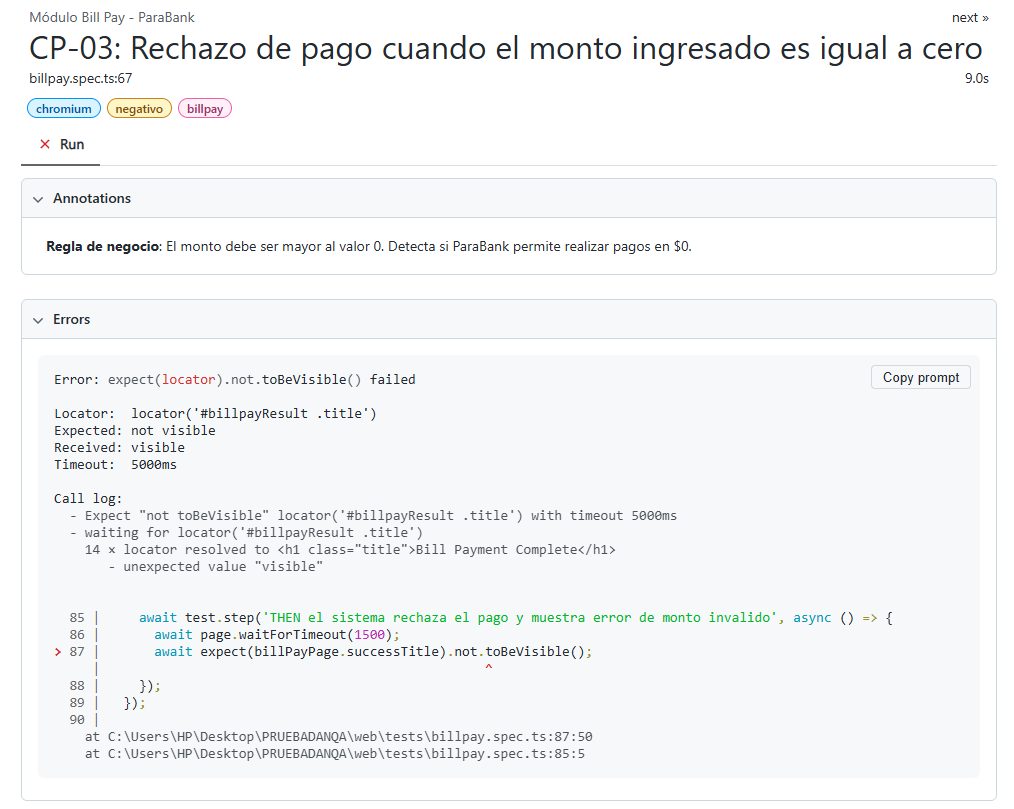 Módulo Bill Pay - ParaBank
next »
CP-03: Rechazo de pago cuando el monto ingresado es igual a cero
billpay.spec.ts:67
9.0s
chromium negativo billpay
✕ Run
Annotations
Regla de negocio: El monto debe ser mayor al valor 0. Detecta si ParaBank permite realizar pagos en $0.
Errors
Copy prompt
Error: expect(locator).not.toBeVisible() failed
Locator:  locator('#billpayResult .title')
Expected: not visible
Received: visible
Timeout:  5000ms
Call log:
  - Expect "not toBeVisible" locator('#billpayResult .title') with timeout 5000ms
  - waiting for locator('#billpayResult .title')
    14 × locator resolved to <h1 class="title">Bill Payment Complete</h1>
       - unexpected value "visible"
  85 |     await test.step('THEN el sistema rechaza el pago y muestra error de monto invalido', async () => {
  86 |       await page.waitForTimeout(1500);
> 87 |       await expect(billPayPage.successTitle).not.toBeVisible();
     |                                                  ^
  88 |     });
  89 |   });
  90 |
    at C:\Users\HP\Desktop\PRUEBADANQA\web\tests\billpay.spec.ts:87:50
    at C:\Users\HP\Desktop\PRUEBADANQA\web\tests\billpay.spec.ts:85:5